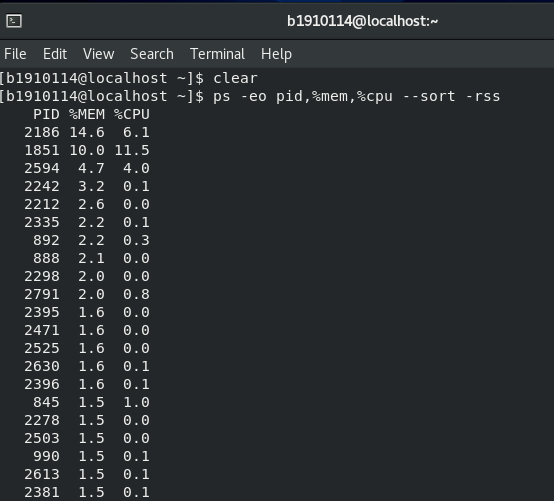 b1910114@localhost:~
File Edit View Search Terminal Help
[b1910114@localhost ~]$ clear
[b1910114@localhost ~]$ ps -eo pid,%mem,%cpu --sort -rss
PID %MEM %CPU
2186 14.6 6.1
1851 10.0 11.5
2594 4.7 4.0
2242 3.2 0.1
2212 2.6 0.0
2335 2.2 0.1
892 2.2 0.3
888 2.1 0.0
2298 2.0 0.0
2791 2.0 0.8
2395 1.6 0.0
2471 1.6 0.0
2525 1.6 0.0
2630 1.6 0.1
2396 1.6 0.1
845 1.5 1.0
2278 1.5 0.0
2503 1.5 0.0
990 1.5 0.1
2613 1.5 0.1
2381 1.5 0.1